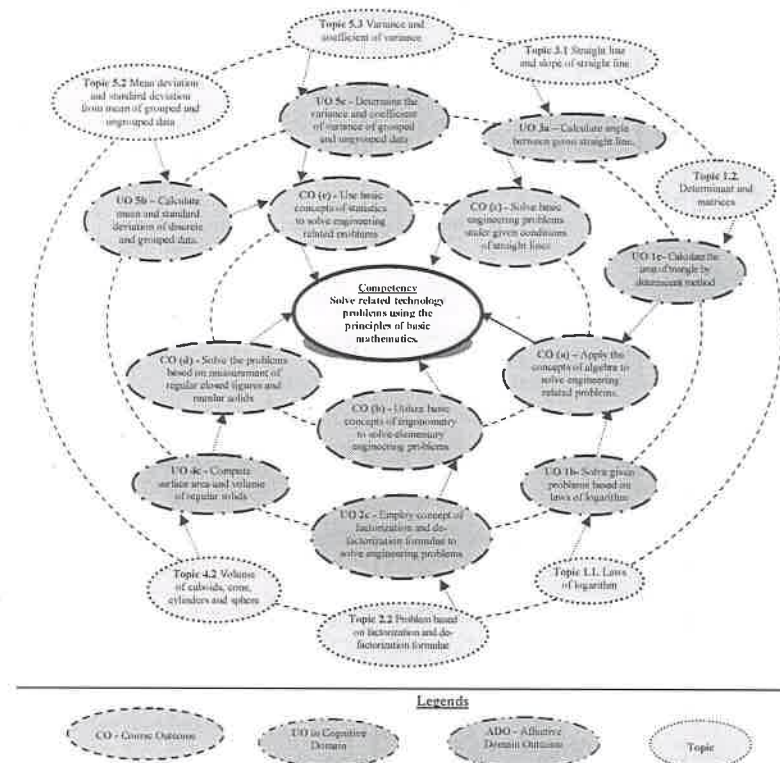 Topic 5.3 Variance and
coefficient of variance
Topic 3.1 Straight line
and slope of straight line
Topic 5.2 Mean deviation
and standard deviation
from mean of grouped and
ungrouped data
UO 5c - Determine the
variance and coefficient
of variance of grouped
and ungrouped data
UO 3a - Calculate angle
between given straight line.
Topic 1.2.
Determinant and
matrices
UO 5b - Calculate
mean and standard
deviation of discrete
and grouped data.
CO (e) - Use basic
concepts of statistics
to solve engineering
related problems
CO (c) - Solve basic
engineering problems
under given conditions
of straight lines
UO 1e- Calculate the
area of triangle by
determinant method
Competency
Solve related technology
problems using the
principles of basic
mathematics.
CO (d) - Solve the problems
based on measurement of
regular closed figures and
regular solids
CO (a) - Apply the
concepts of algebra to
solve engineering
related problems.
CO (b) - Utilize basic
concepts of trigonometry
to solve elementary
engineering problems
UO 4c - Compute
surface area and volume
of regular solids
UO 1b- Solve given
problems based on
laws of logarithm
UO 2c - Employ concept of
factorization and de-
factorization formulae to
solve engineering problems
Topic 4.2 Volume
of cuboids, cone,
cylinders and sphere
Topic 1.1. Laws
of logarithm
Topic 2.2 Problem based
on factorization and de-
factorization formulae
Legends
CO - Course Outcome
UO in Cognitive
Domain
ADO - Affective
Domain Outcome
Topic